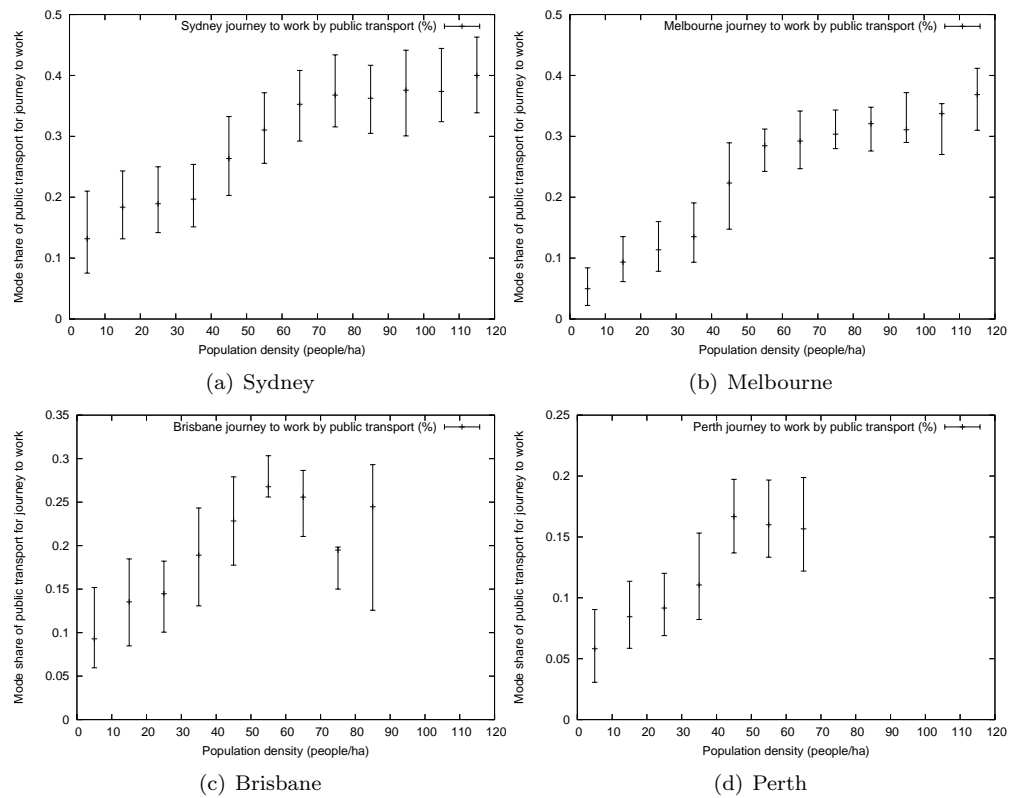 Sydney journey to work by public transport (%)
Mode share of public transport for journey to work
0.5
0.4
0.3
0.2
0.1
0
0 10 20 30 40 50 60 70 80 90 100 110 120
Population density (people/ha)
(a) Sydney
Melbourne journey to work by public transport (%)
Mode share of public transport for journey to work
0.5
0.4
0.3
0.2
0.1
0
0 10 20 30 40 50 60 70 80 90 100 110 120
Population density (people/ha)
(b) Melbourne
Brisbane journey to work by public transport (%)
Mode share of public transport for journey to work
0.35
0.3
0.25
0.2
0.15
0.1
0.05
0
0 10 20 30 40 50 60 70 80 90 100 110 120
Population density (people/ha)
(c) Brisbane
Perth journey to work by public transport (%)
Mode share of public transport for journey to work
0.25
0.2
0.15
0.1
0.05
0
0 10 20 30 40 50 60 70 80 90 100 110 120
Population density (people/ha)
(d) Perth